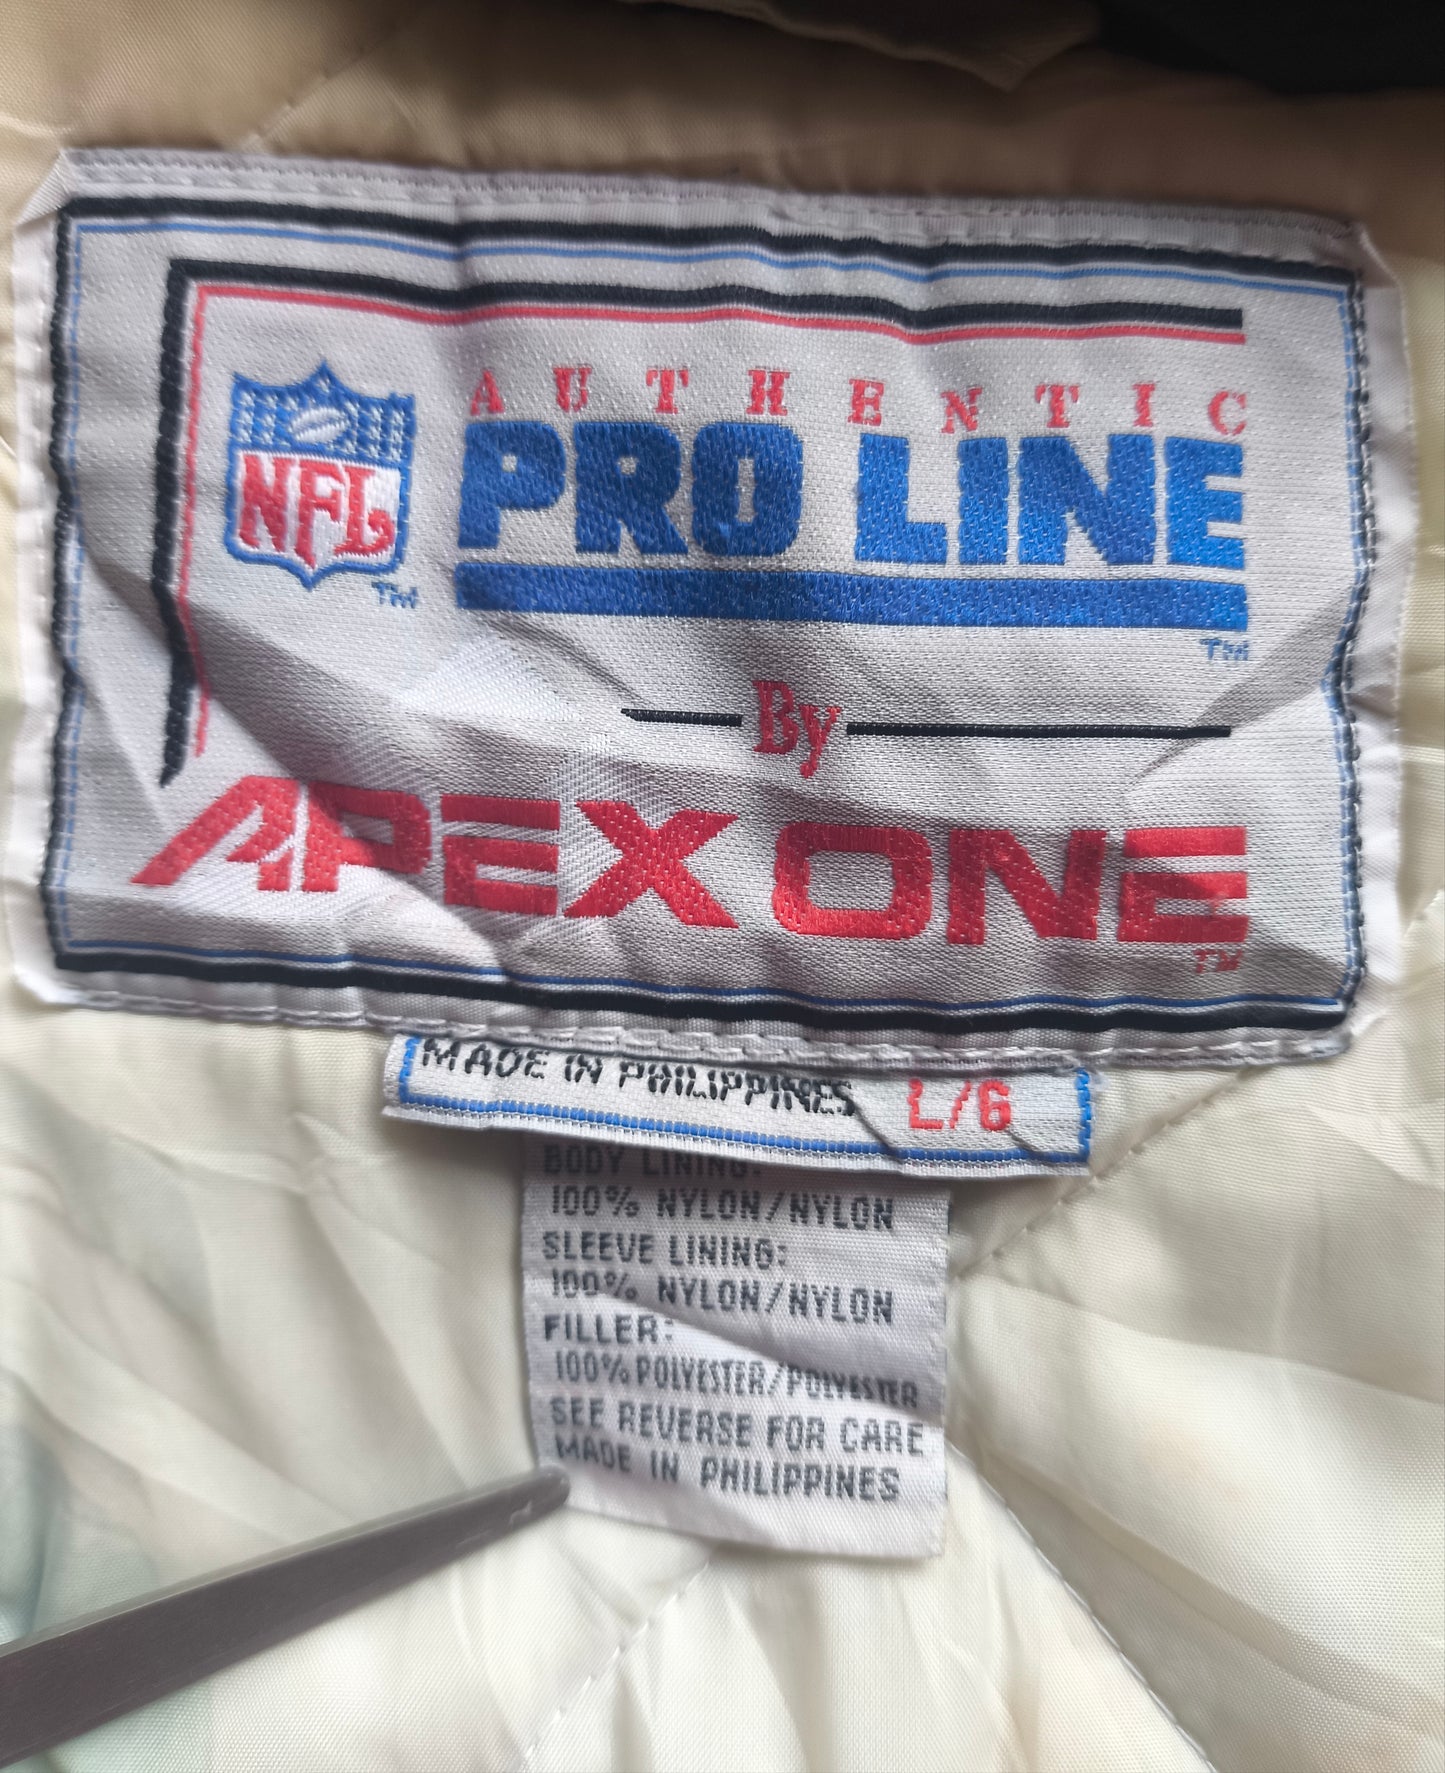 AUTHENTIC
NFL PRO LINE
TM
TM
By
APEX ONE
TM
MADE IN PHILIPPINES L/G
BODY LINING:
100% NYLON/NYLON
SLEEVE LINING:
100% NYLON/NYLON
FILLER:
100% POLYESTER/POLYESTER
SEE REVERSE FOR CARE
MADE IN PHILIPPINES